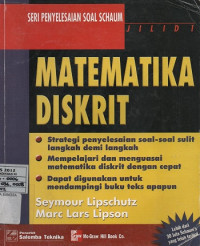 SERI PENYELESAIAN SOAL SCHAUM
JILID 1
MATEMATIKA
DISKRIT
Strategi penyelesaian soal-soal sulit
langkah demi langkah
Mempelajari dan menguasai
matematika diskrit dengan cepat
Dapat digunakan untuk
mendampingi buku teks apapun
Seymour Lipschutz
Marc Lars Lipson
Penerbit
Salemba Teknika
McGraw Hill Book Co.